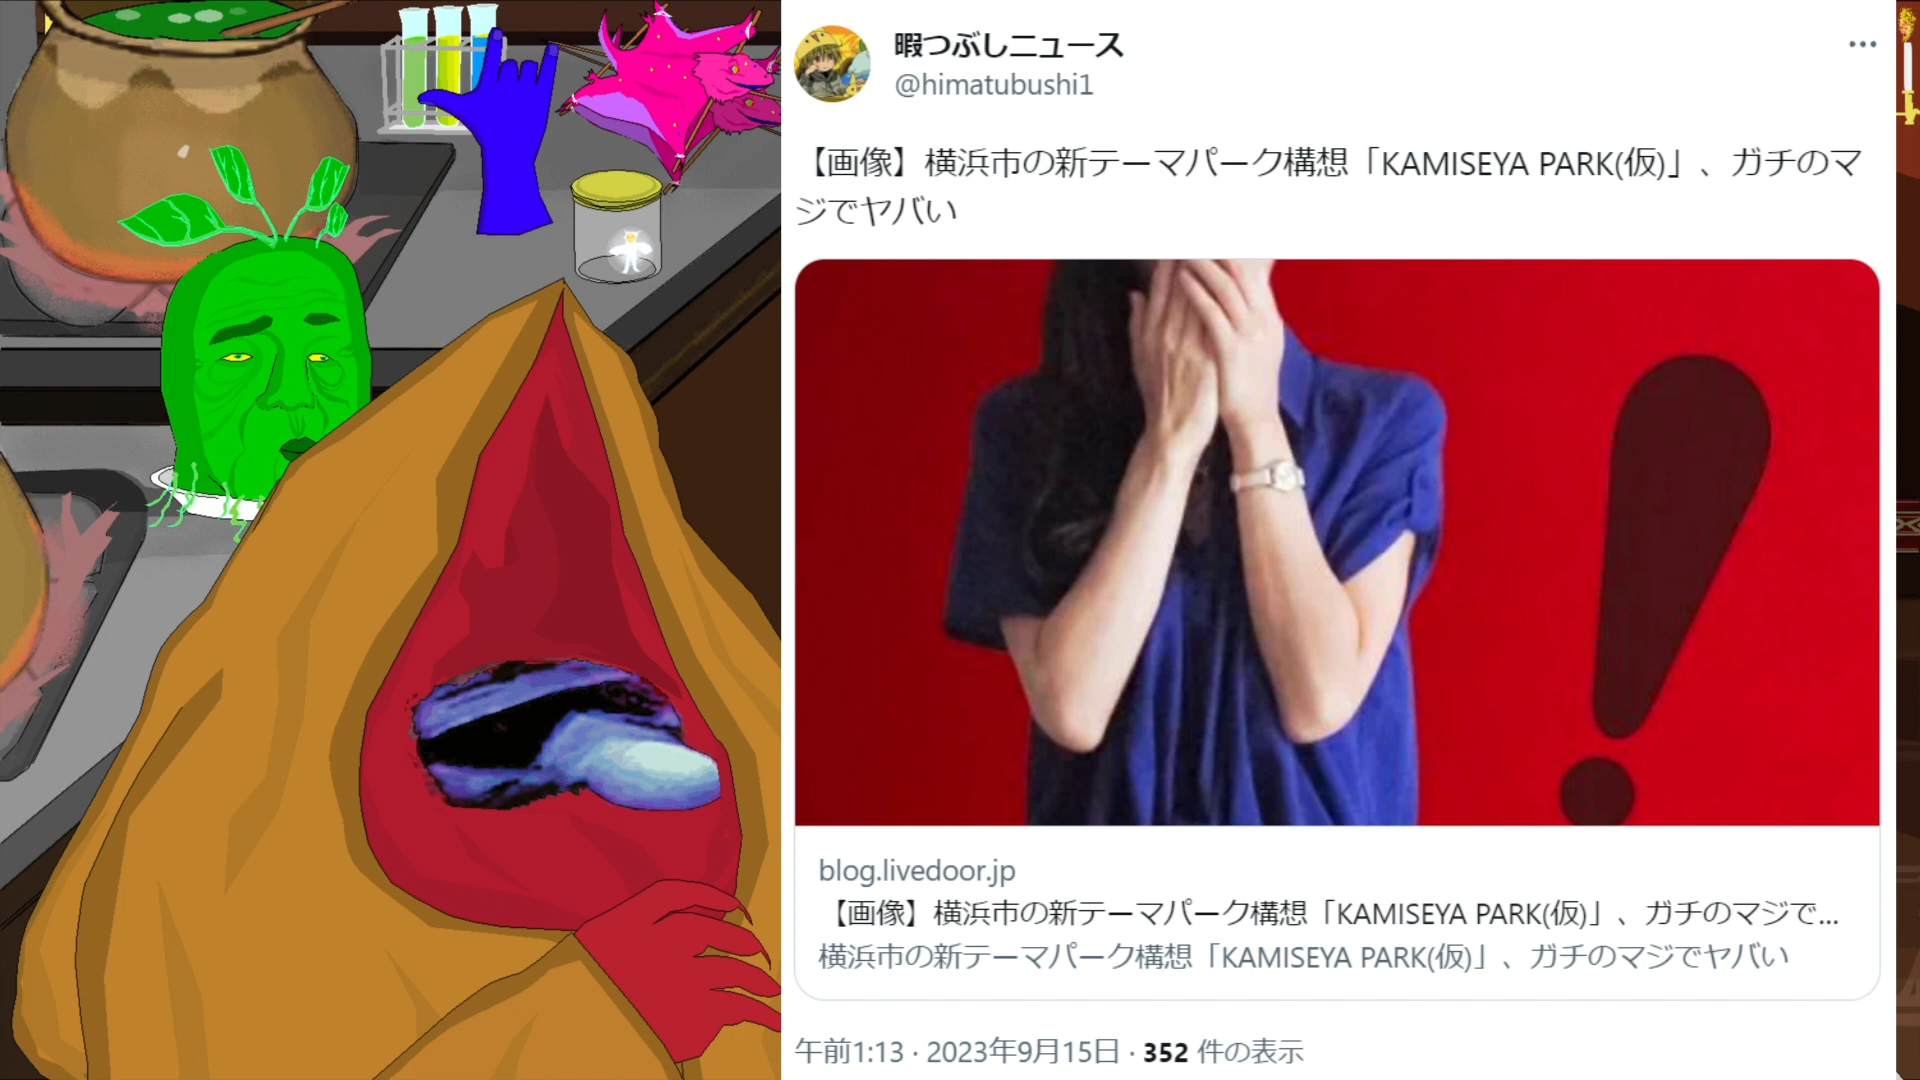 暇つぶしニュース
@himatubushi1
【画像】横浜市の新テーマパーク構想「KAMISEYA PARK(仮)」、ガチのマ
ジでヤバい
blog.livedoor.jp
【画像】横浜市の新テーマパーク構想「KAMISEYA PARK(仮)」、ガチのマジで...
横浜市の新テーマパーク構想「KAMISEYA PARK(仮)」、ガチのマジでヤバい
午前1:13 · 2023年9月15日 · 352 件の表示